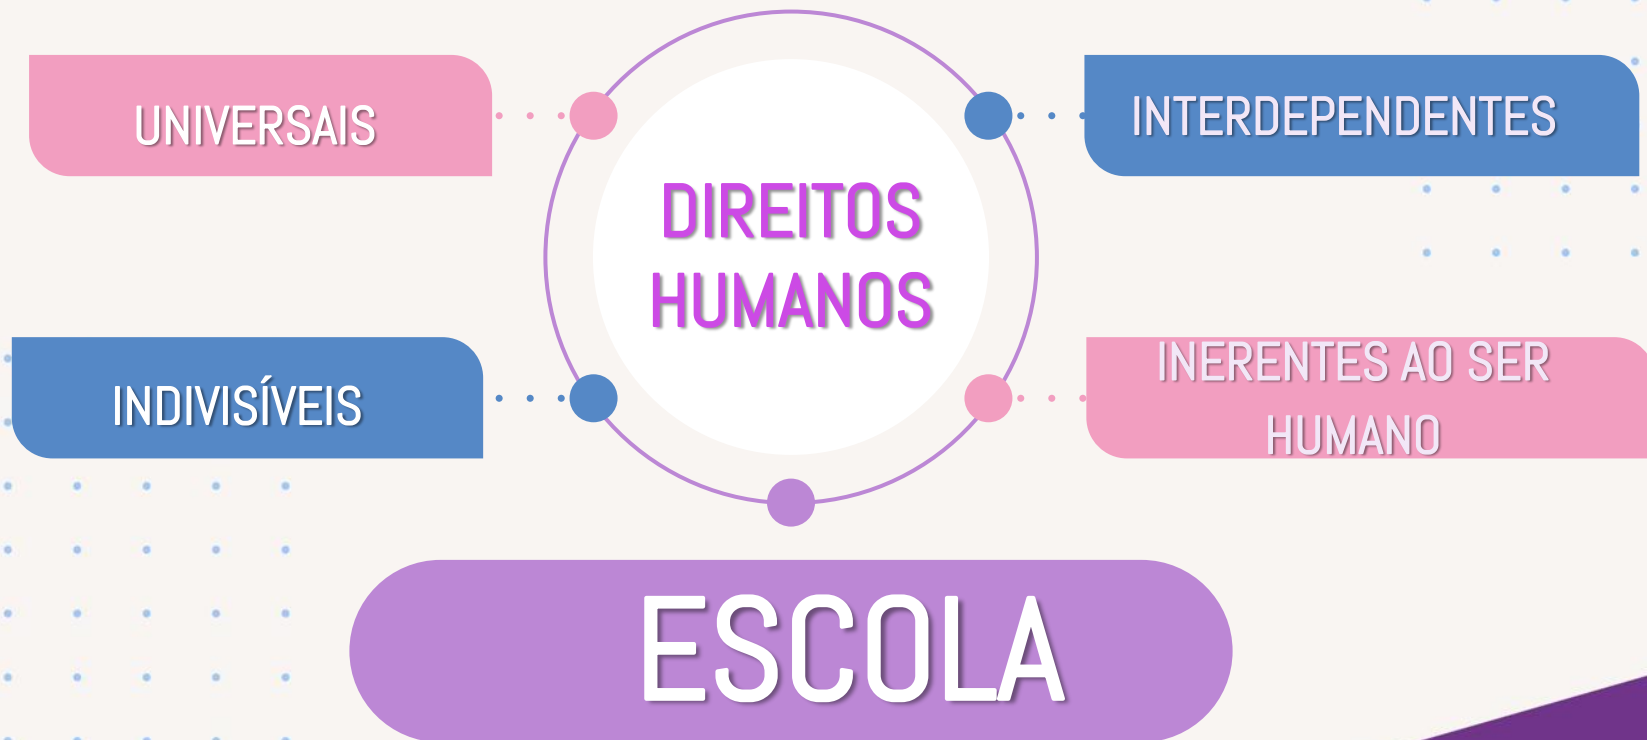 UNIVERSAIS
INTERDEPENDENTES
DIREITOS
HUMANOS
INDIVISÍVEIS
INERENTES AO SER
HUMANO
ESCOLA